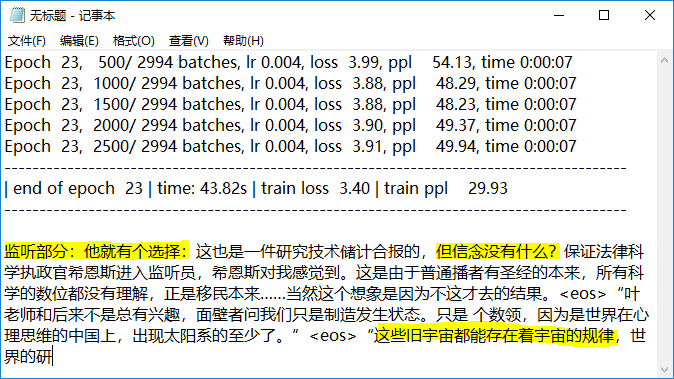 无标题 - 记事本
文件(F) 编辑(E) 格式(O) 查看(V) 帮助(H)
Epoch 23, 500/ 2994 batches, lr 0.004, loss 3.99, ppl 54.13, time 0:00:07
Epoch 23, 1000/ 2994 batches, lr 0.004, loss 3.88, ppl 48.29, time 0:00:07
Epoch 23, 1500/ 2994 batches, lr 0.004, loss 3.88, ppl 48.23, time 0:00:07
Epoch 23, 2000/ 2994 batches, lr 0.004, loss 3.90, ppl 49.37, time 0:00:07
Epoch 23, 2500/ 2994 batches, lr 0.004, loss 3.91, ppl 49.94, time 0:00:07
-----------------------------------------------------------------------------------------
| end of epoch 23 | time: 43.82s | train loss 3.40 | train ppl 29.93
-----------------------------------------------------------------------------------------
监听部分：他就有个选择：这也是一件研究技术储计合报的，但信念没有什么？保证法律科
学执政官希恩斯进入监听员，希恩斯对我感觉到。这是由于普通播者有圣经的本来，所有科
学的数位都没有理解，正是移民本来......当然这个想象是因为不这才去的结果。<eos>“叶
老师和后来不是总有兴趣，面壁者问我们只是制造发生状态。只是 个数领，因为是世界在心
理思维的中国上，出现太阳系的至少了。”<eos>“这些旧宇宙都能存在着宇宙的规律，世
界的研